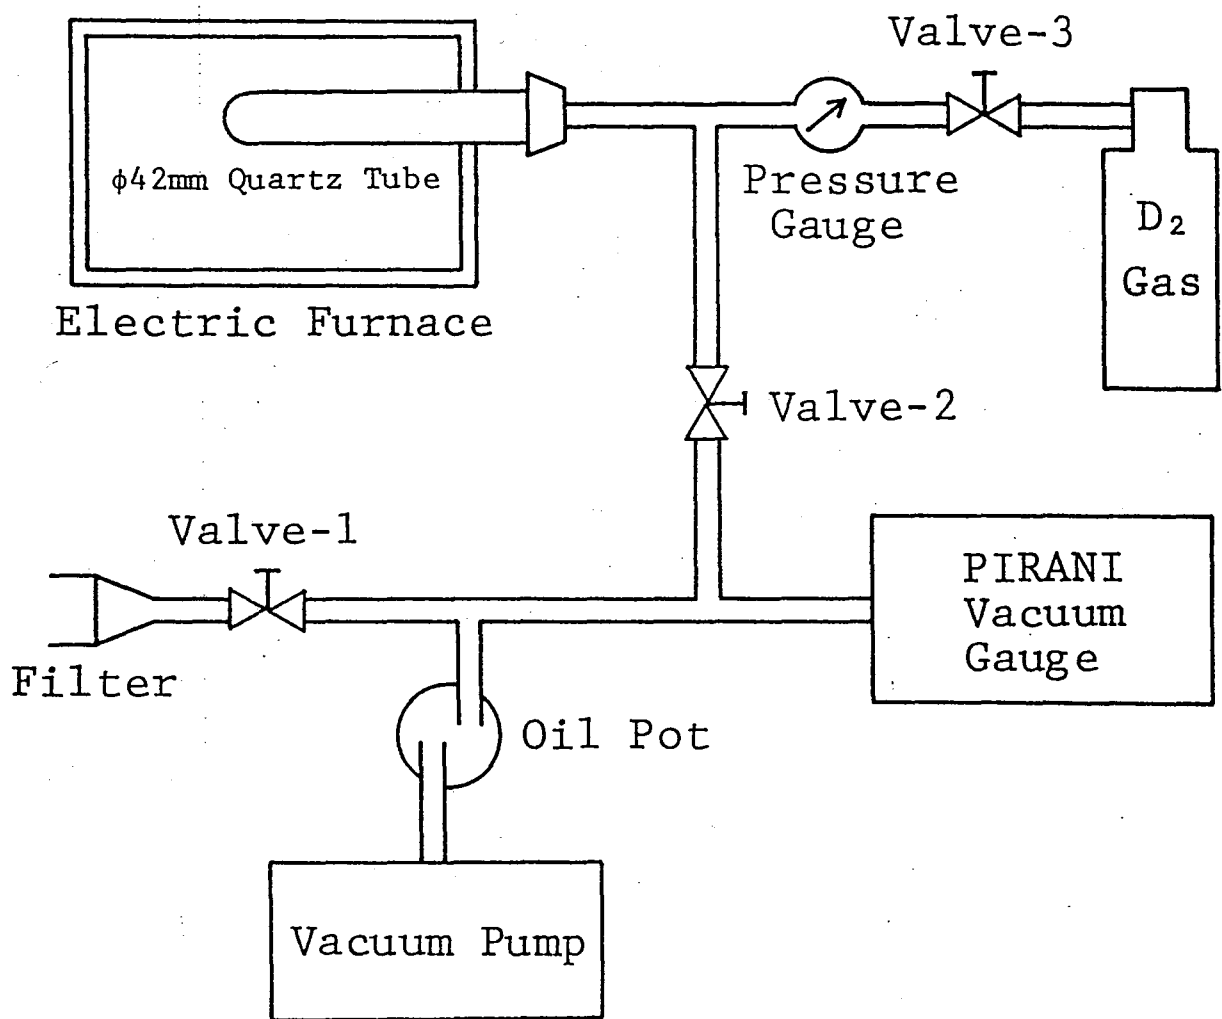 Valve-3
φ42mm Quartz Tube
Pressure
Gauge
D₂
Gas
Electric Furnace
Valve-2
Valve-1
PIRANI
Vacuum
Gauge
Filter
Oil Pot
Vacuum Pump